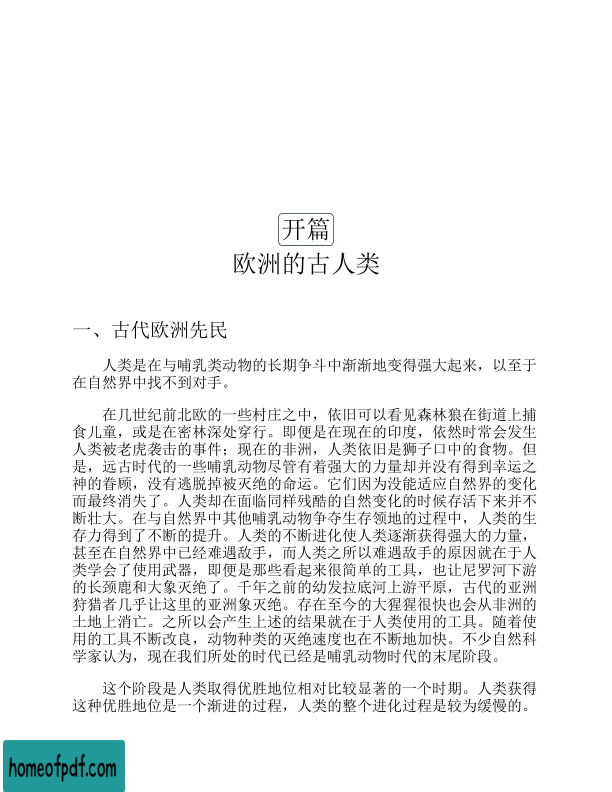 开篇
欧洲的古人类
一、古代欧洲先民
人类是在与哺乳类动物的长期争斗中渐渐地变得强大起来，以至于
在自然界中找不到对手。
在几世纪前北欧的一些村庄之中，依旧可以看见森林狼在街道上捕
食儿童，或是在密林深处穿行。即便是在现在的印度，依然时常会发生
人类被老虎袭击的事件；现在的非洲，人类依旧是狮子口中的食物。但
是，远古时代的一些哺乳动物尽管有着强大的力量却并没有得到幸运之
神的眷顾，没有逃脱掉被灭绝的命运。它们因为没能适应自然界的变化
而最终消失了。人类却在面临同样残酷的自然变化的时候存活下来并不
断壮大。在与自然界中其他哺乳动物争夺生存领地的过程中，人类的生
存力得到了不断的提升。人类的不断进化使人类逐渐获得强大的力量，
甚至在自然界中已经难遇敌手，而人类之所以难遇敌手的原因就在于人
类学会了使用武器，即便是那些看起来很简单的工具，也让尼罗河下游
的长颈鹿和大象灭绝了。千年之前的幼发拉底河上游平原，古代的亚洲
狩猎者几乎让这里的亚洲象灭绝。存在至今的大猩猩很快也会从非洲的
土地上消亡。之所以会产生上述的结果就在于人类使用的工具。随着使
用的工具不断改良，动物种类的灭绝速度也在不断地加快。不少自然科
学家认为，现在我们所处的时代已经是哺乳动物时代的末尾阶段。
这个阶段是人类取得优胜地位相对比较显著的一个时期。人类获得
这种优胜地位是一个渐进的过程，人类的整个进化过程是较为缓慢的。
homeofpdf.com